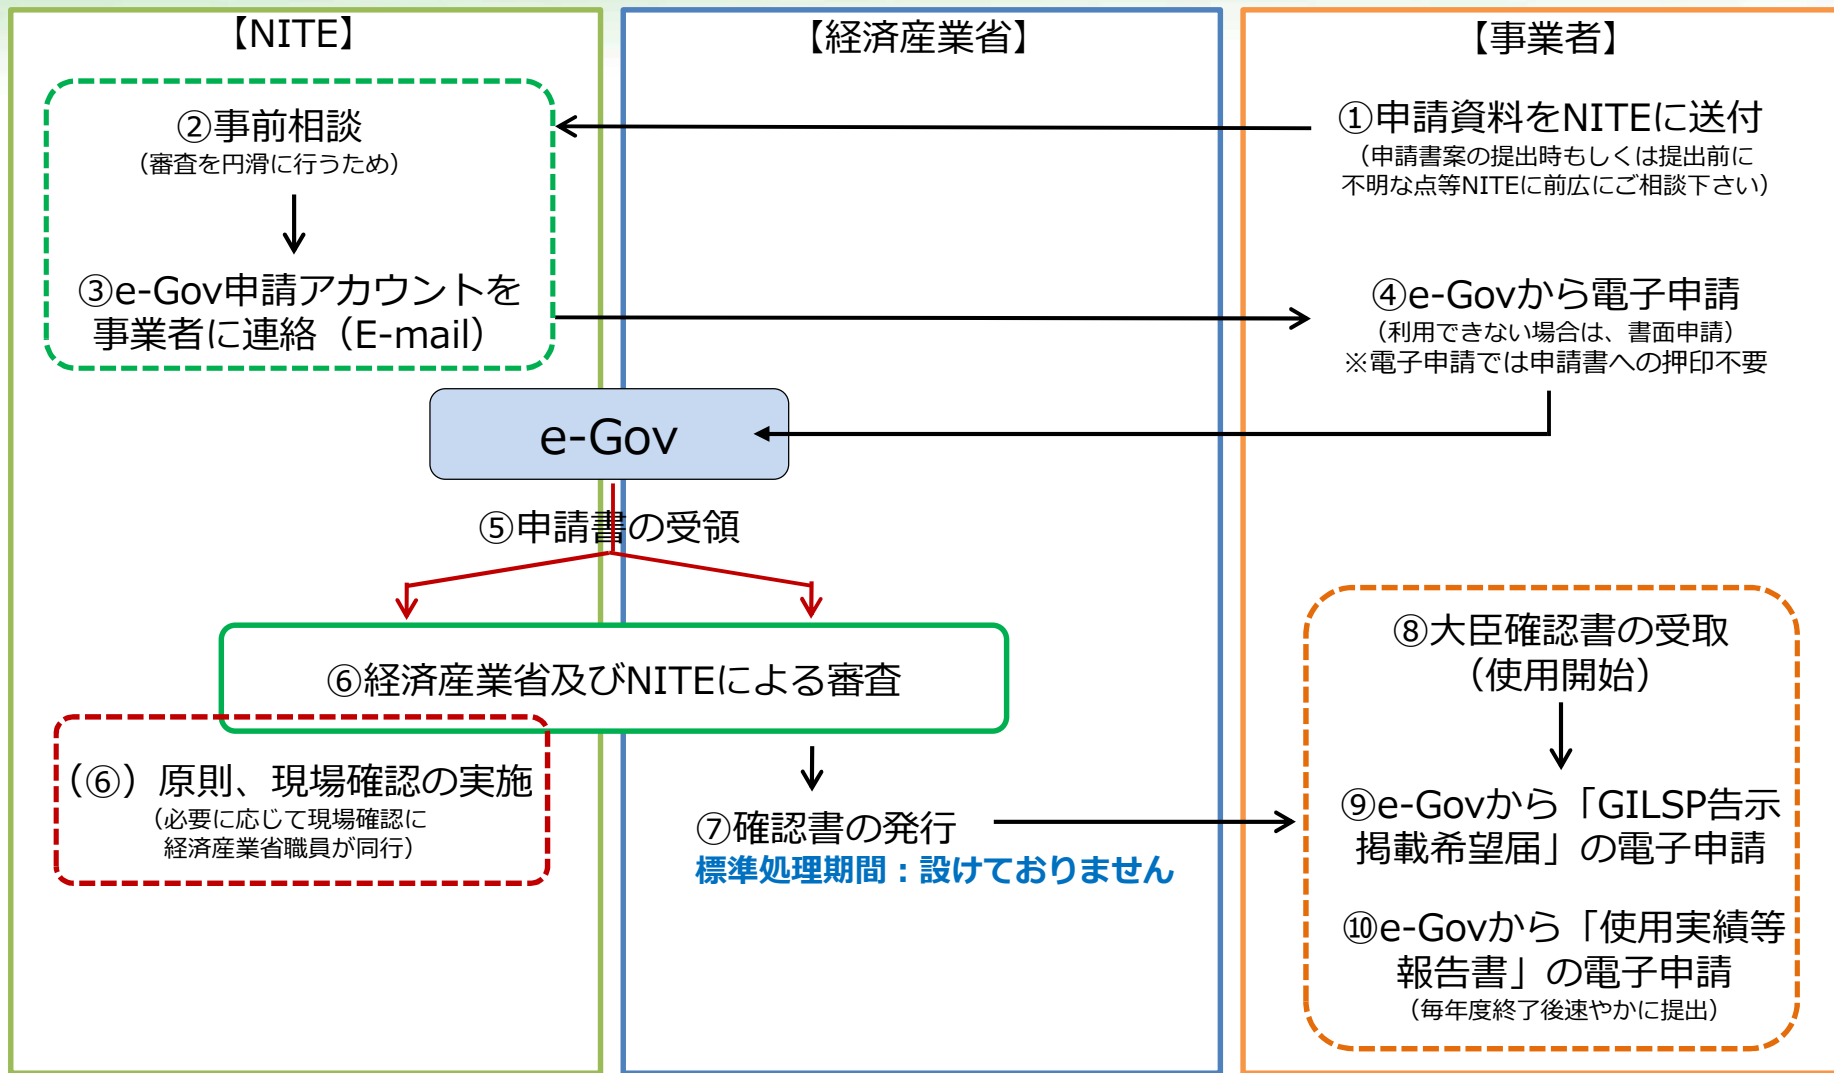 【NITE】
【経済産業省】
【事業者】
①申請資料をNITEに送付
（申請書案の提出時もしくは提出前に
不明な点等NITEに前広にご相談下さい）
②事前相談
（審査を円滑に行うため）
③e-Gov申請アカウントを
事業者に連絡（E-mail）
④e-Govから電子申請
（利用できない場合は、書面申請）
※電子申請では申請書への押印不要
e-Gov
⑤申請書の受領
⑥経済産業省及びNITEによる審査
（⑥）原則、現場確認の実施
（必要に応じて現場確認に
経済産業省職員が同行）
⑦確認書の発行
標準処理期間：設けておりません
⑧大臣確認書の受取
（使用開始）
⑨e-Govから「GILSP告示
掲載希望届」の電子申請
⑩e-Govから「使用実績等
報告書」の電子申請
（毎年度終了後速やかに提出）